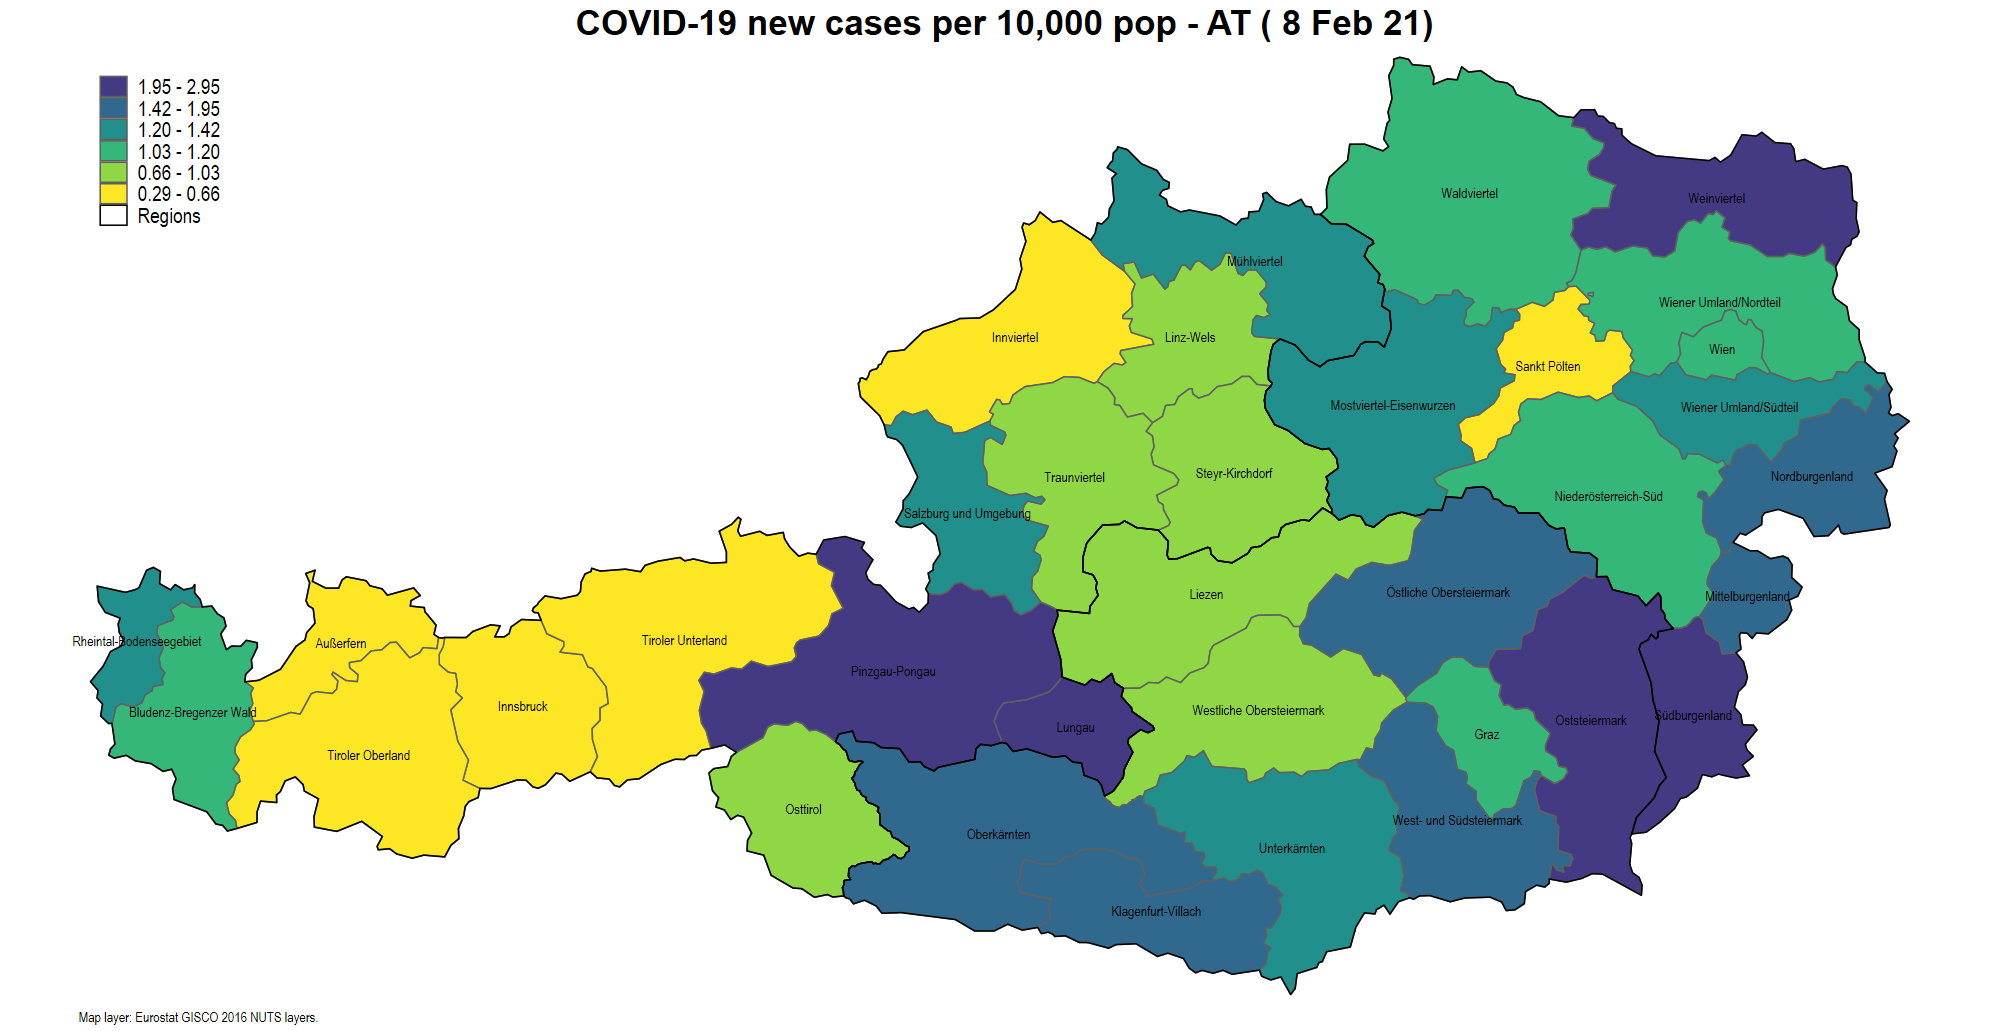 COVID-19 new cases per 10,000 pop - AT ( 8 Feb 21)
1.95 - 2.95
1.42 - 1.95
1.20 - 1.42
1.03 - 1.20
0.66 - 1.03
0.29 - 0.66
Regions
Waldviertel
Weinviertel
Mühlviertel
Wiener Umland/Nordteil
Innviertel
Linz-Wels
Wien
Sankt Pölten
Mostviertel-Eisenwurzen
Wiener Umland/Südteil
Traunviertel
Steyr-Kirchdorf
Nordburgenland
Niederösterreich-Süd
Salzburg und Umgebung
Liezen
Östliche Obersteiermark
Mittelburgenland
Rheintal-Bodenseegebiet
Außerfern
Tiroler Unterland
Pinzgau-Pongau
Bludenz-Bregenzer Wald
Innsbruck
Westliche Obersteiermark
Südburgenland
Oststeiermark
Lungau
Graz
Tiroler Oberland
Osttirol
West- und Südsteiermark
Oberkärnten
Unterkärnten
Klagenfurt-Villach
Map layer: Eurostat GISCO 2016 NUTS layers.